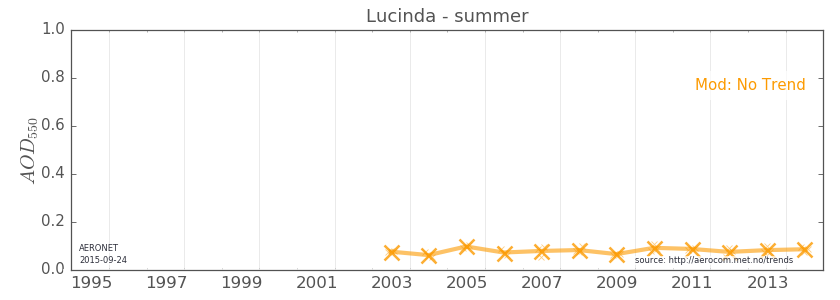 Lucinda - summer
1.0
0.8
0.6
0.4
0.2
0.0
AOD550
Mod: No Trend
AERONET
2015-09-24
source: http://aerocom.met.no/trends
1995 1997 1999 2001 2003 2005 2007 2009 2011 2013